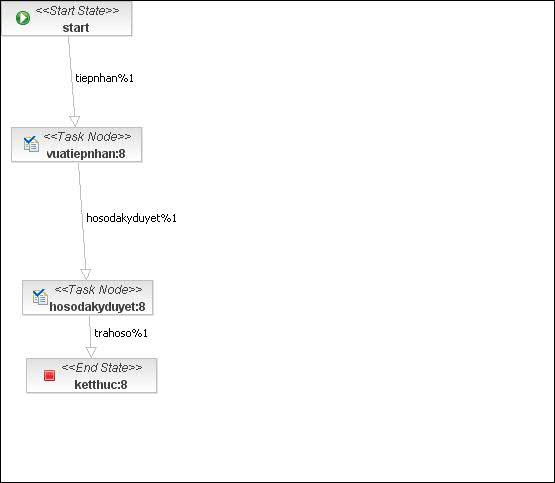 <<Start State>>
start
tiepnhan%1
<<Task Node>>
vuatiepnhan:8
hosodakyduyet%1
<<Task Node>>
hosodakyduyet:8
trahoso%1
<<End State>>
ketthuc:8